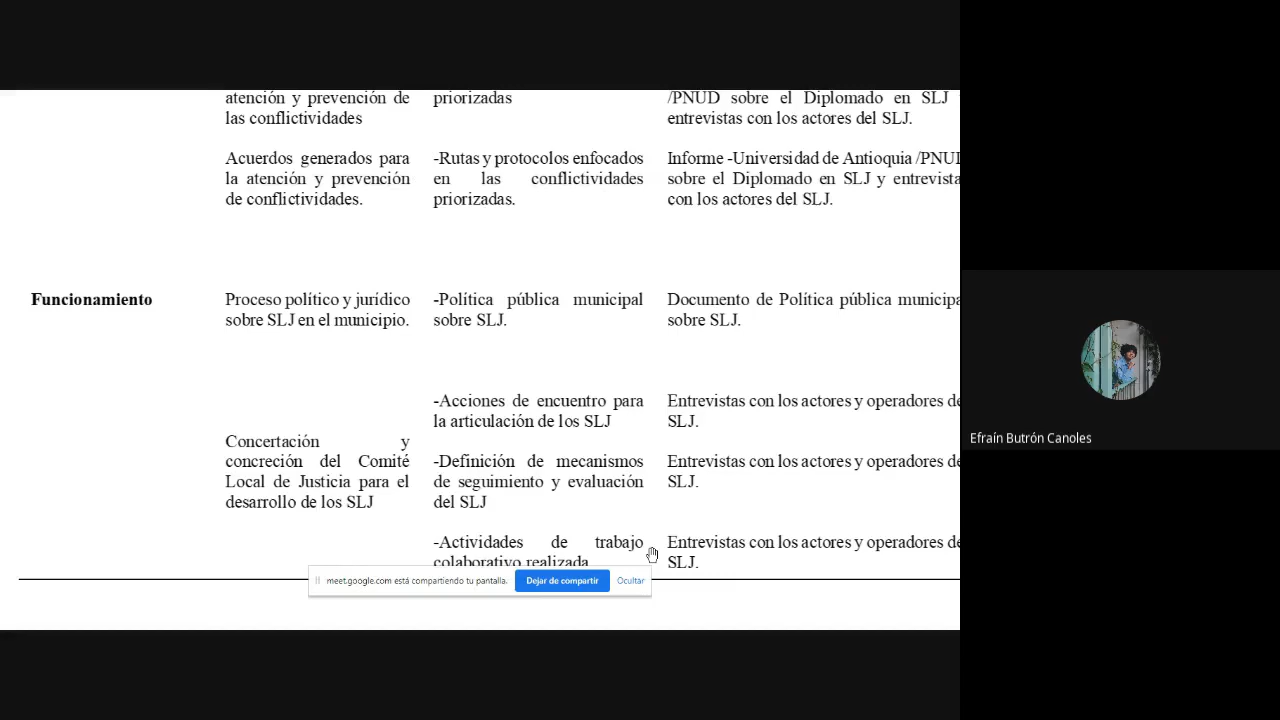 atención y prevención de
las conflictividades
priorizadas
/PNUD sobre el Diplomado en SLJ
entrevistas con los actores del SLJ.
Acuerdos generados para
la atención y prevención
de conflictividades.
-Rutas y protocolos enfocados
en las conflictividades
priorizadas.
Informe -Universidad de Antioquia /PNUD
sobre el Diplomado en SLJ y entrevista
con los actores del SLJ.
Funcionamiento
Proceso político y jurídico
sobre SLJ en el municipio.
-Política pública municipal
sobre SLJ.
Documento de Política pública municipa
sobre SLJ.
Concertación y
concreción del Comité
Local de Justicia para el
desarrollo de los SLJ
-Acciones de encuentro para
la articulación de los SLJ
Entrevistas con los actores y operadores de
SLJ.
-Definición de mecanismos
de seguimiento y evaluación
del SLJ
Entrevistas con los actores y operadores de
SLJ.
-Actividades de trabajo
colaborativo realizada
Entrevistas con los actores y operadores de
SLJ.
meet.google.com está compartiendo tu pantalla. Dejar de compartir Ocultar
Efraín Butrón Canoles